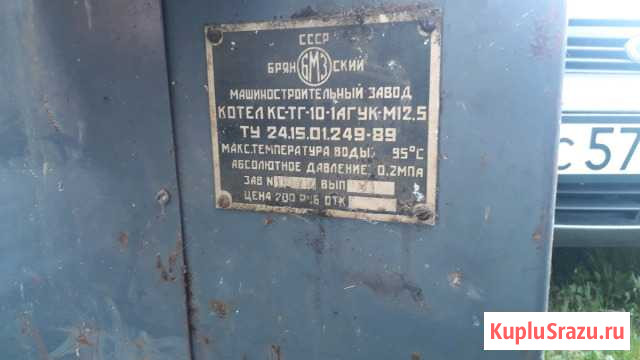 СССР
БРЯН БМЗ СКИЙ
МАШИНОСТРОИТЕЛЬНЫЙ ЗАВОД
КОТЕЛ КС-ТГ-10-1АГУК-М12,5
ТУ 24.15.01.249-89
МАКС.ТЕМПЕРАТУРА ВОДЫ: 95°С
АБСОЛЮТНОЕ ДАВЛЕНИЕ: 0,2МПА
ЗАВ N ВЫП
ЦЕНА 200 РУБ ОТК
С 57
KupluSrazu.ru